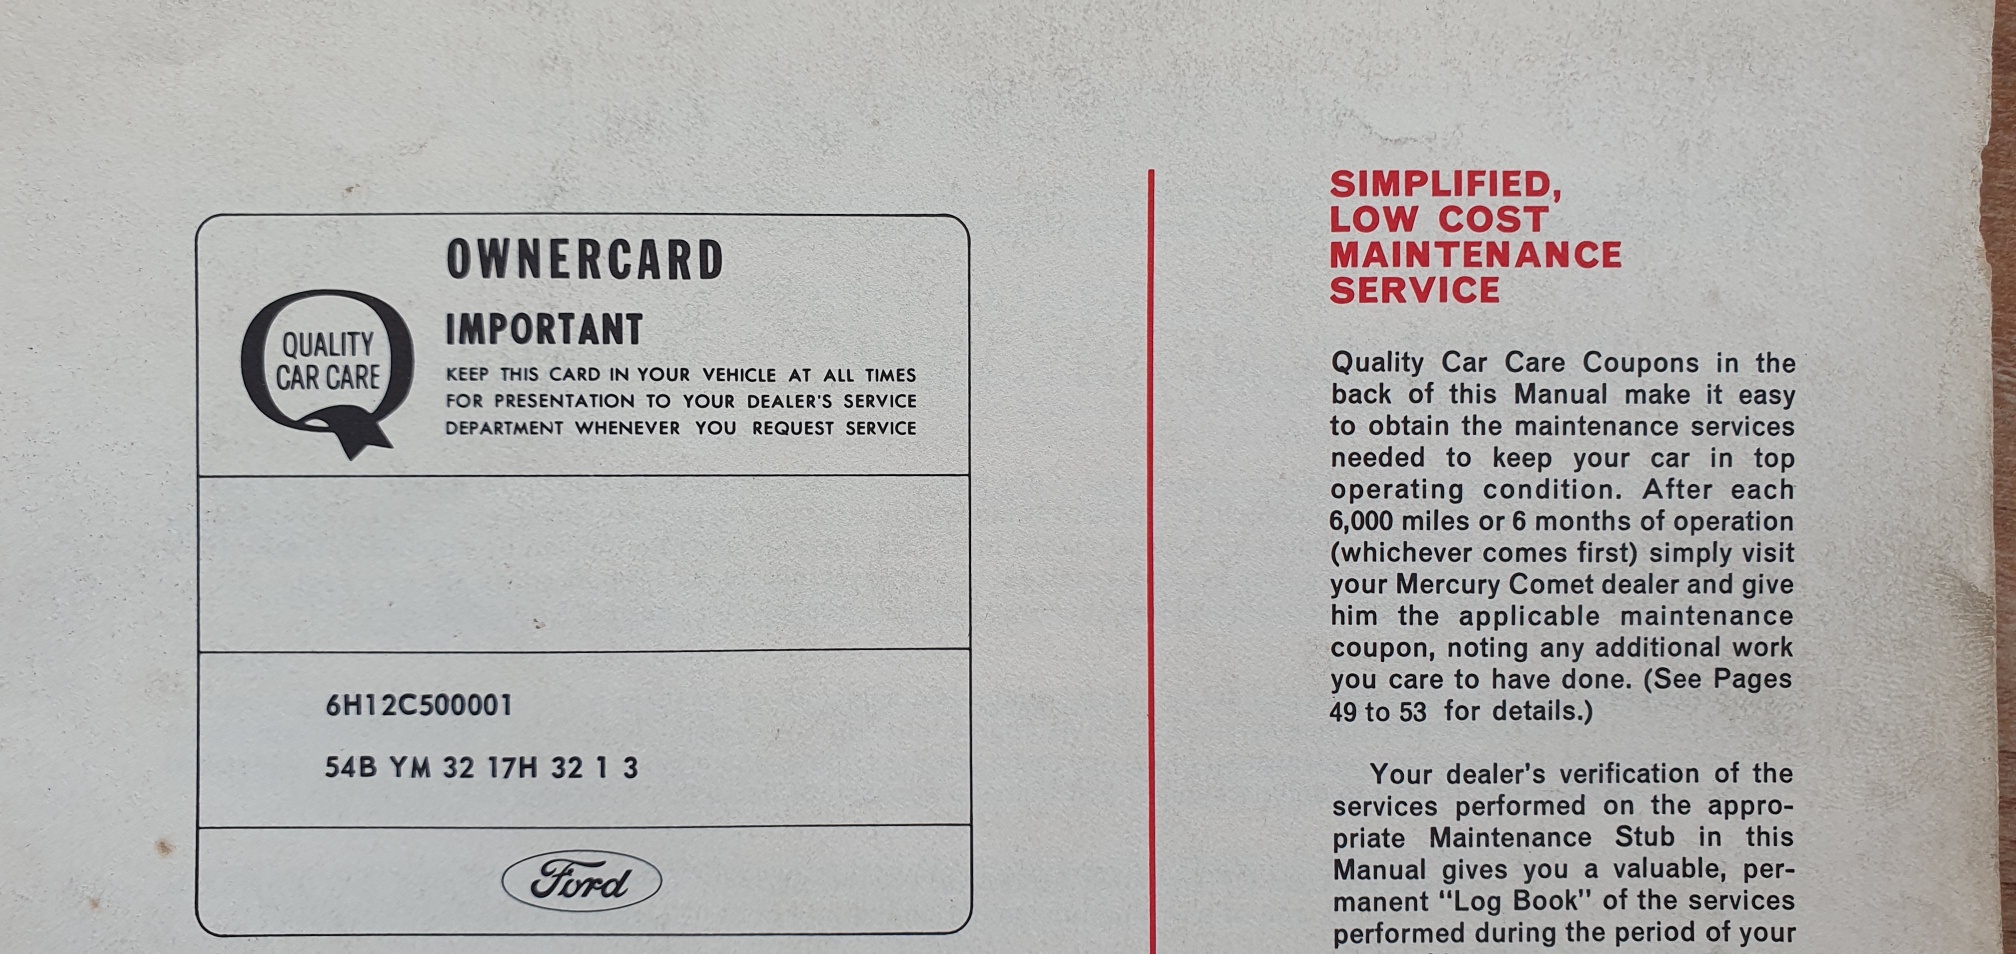 OWNERCARD
IMPORTANT
QUALITY
CAR CARE
KEEP THIS CARD IN YOUR VEHICLE AT ALL TIMES
FOR PRESENTATION TO YOUR DEALER'S SERVICE
DEPARTMENT WHENEVER YOU REQUEST SERVICE
6H12C500001
54B YM 32 17H 32 1 3
Ford
SIMPLIFIED,
LOW COST
MAINTENANCE
SERVICE
Quality Car Care Coupons in the
back of this Manual make it easy
to obtain the maintenance services
needed to keep your car in top
operating condition. After each
6,000 miles or 6 months of operation
(whichever comes first) simply visit
your Mercury Comet dealer and give
him the applicable maintenance
coupon, noting any additional work
you care to have done. (See Pages
49 to 53 for details.)
Your dealer's verification of the
services performed on the appro-
priate Maintenance Stub in this
Manual gives you a valuable, per-
manent "Log Book" of the services
performed during the period of your